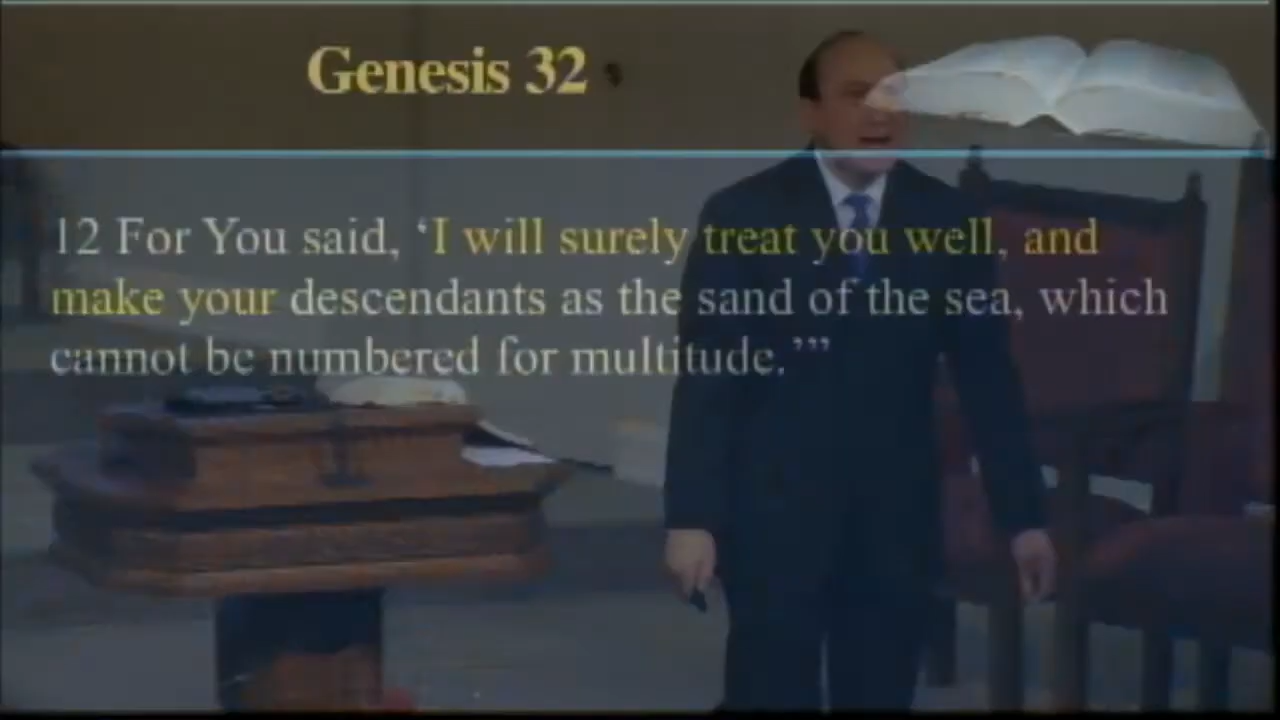 Genesis 32
12 For You said, ‘I will surely treat you well, and
make your descendants as the sand of the sea, which
cannot be numbered for multitude.’”